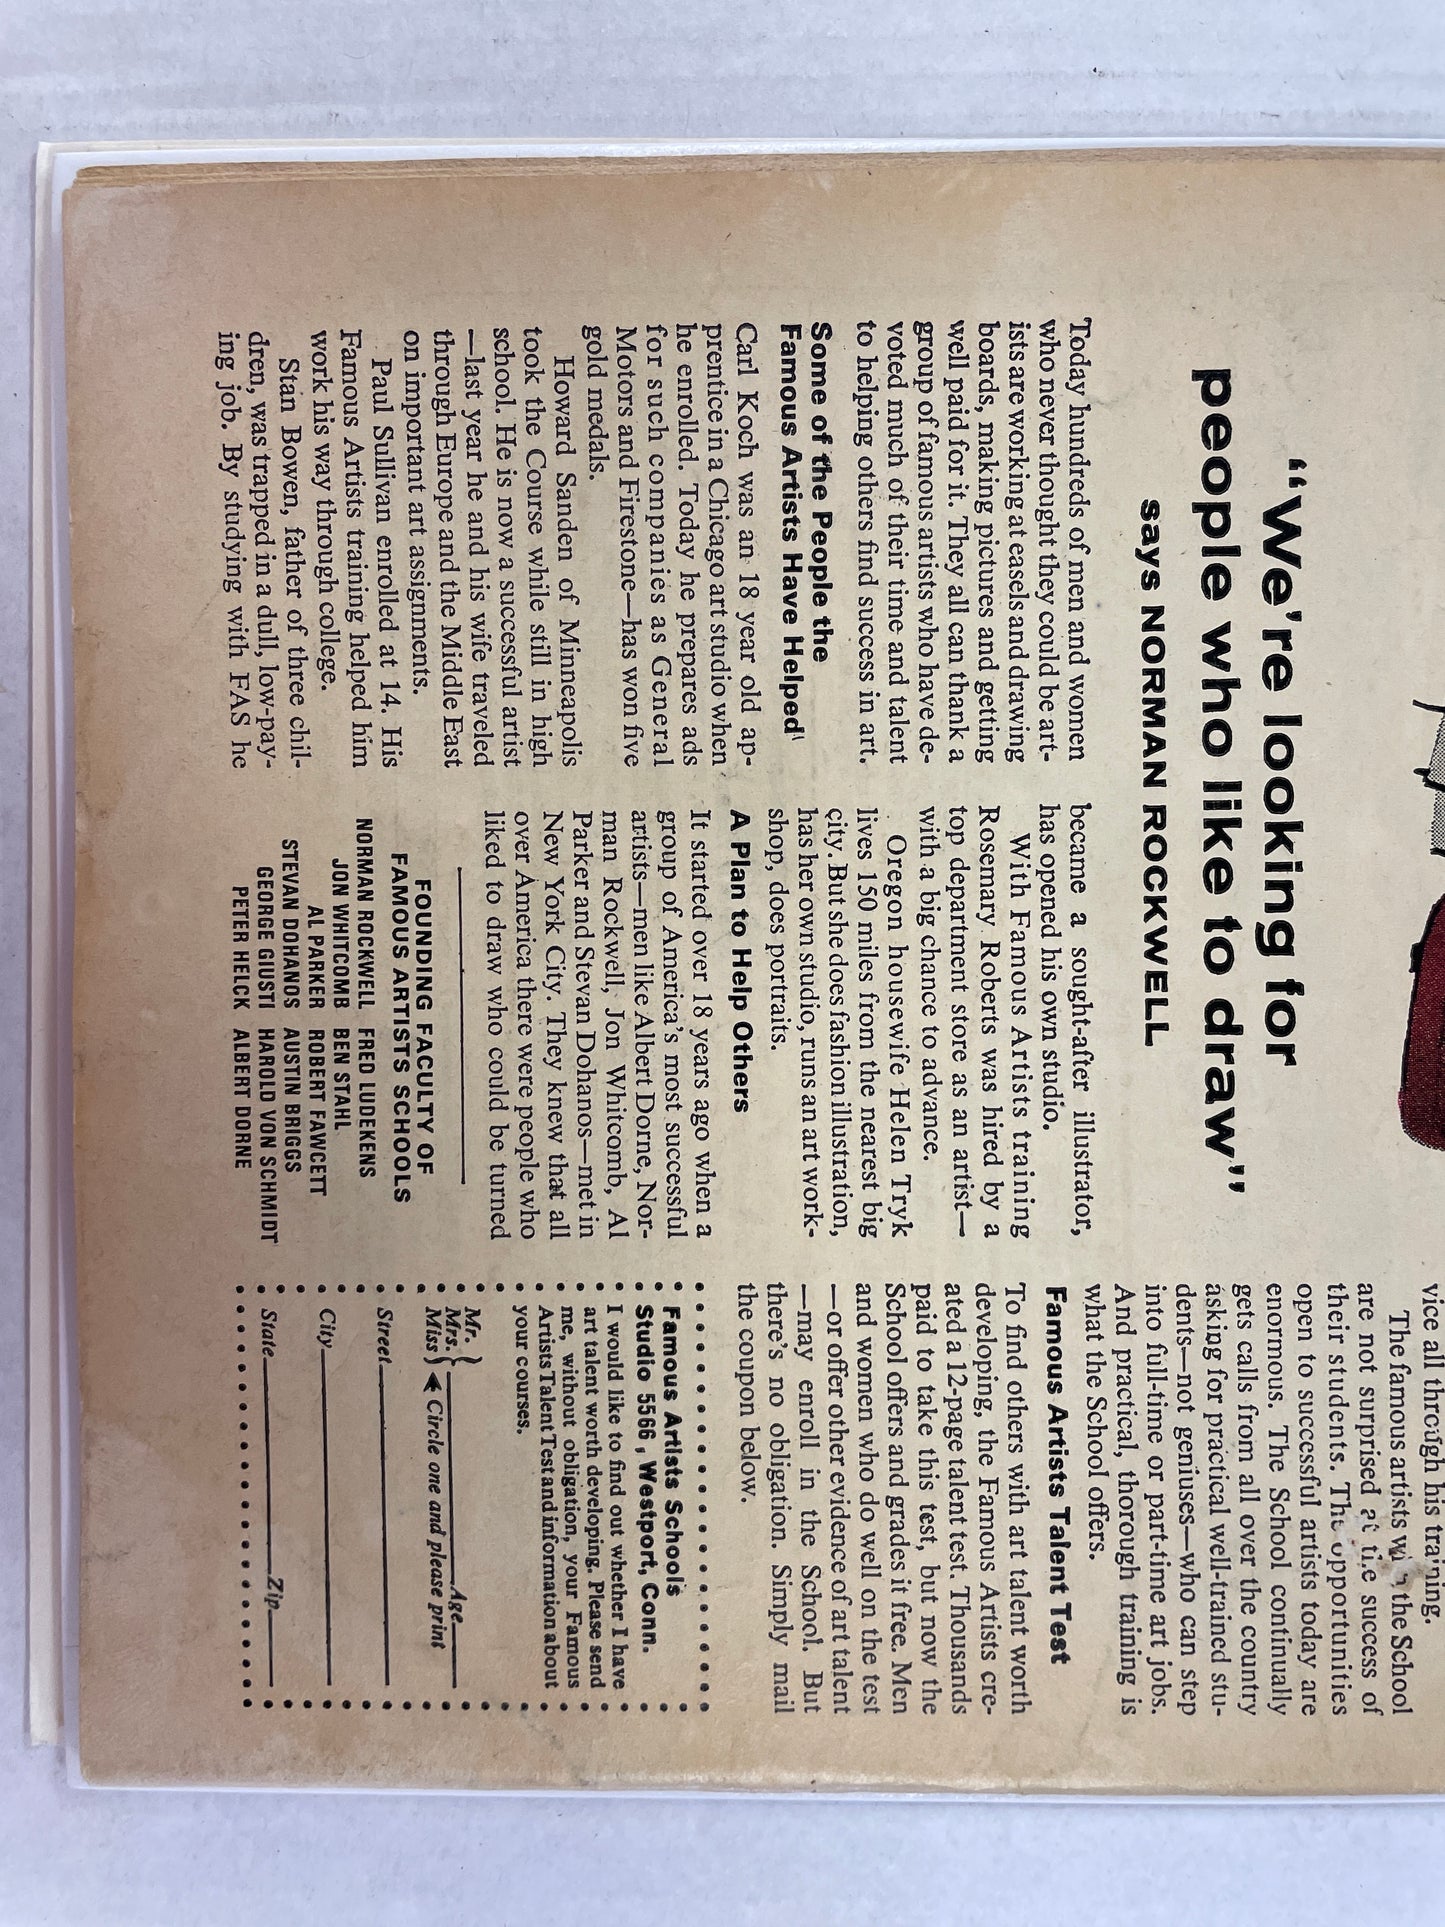 "We're looking for
people who like to draw"
says NORMAN ROCKWELL
Today hundreds of men and women
who never thought they could be art-
ists are working at easels and drawing
boards, making pictures and getting
well paid for it. They all can thank a
group of famous artists who have de-
voted much of their time and talent
to helping others find success in art.
Some of the People the
Famous Artists Have Helped
Carl Koch was an 18 year old ap-
prentice in a Chicago art studio when
he enrolled. Today he prepares ads
for such companies as General
Motors and Firestone—has won five
gold medals.
Howard Sanden of Minneapolis
took the Course while still in high
school. He is now a successful artist
—last year he and his wife traveled
through Europe and the Middle East
on important art assignments.
Paul Sullivan enrolled at 14. His
Famous Artists training helped him
work his way through college.
Stan Bowen, father of three chil-
dren, was trapped in a dull, low-pay-
ing job. By studying with FAS he
became a sought-after illustrator,
has opened his own studio.
With Famous Artists training
Rosemary Roberts was hired by a
top department store as an artist—
with a big chance to advance.
Oregon housewife Helen Tryk
lives 150 miles from the nearest big
city. But she does fashion illustration,
has her own studio, runs an art work-
shop, does portraits.
A Plan to Help Others
It started over 18 years ago when a
group of America's most successful
artists—men like Albert Dorne, Nor-
man Rockwell, Jon Whitcomb, Al
Parker and Stevan Dohanos—met in
New York City. They knew that all
over America there were people who
liked to draw who could be turned
FOUNDING FACULTY OF
FAMOUS ARTISTS SCHOOLS
NORMAN ROCKWELL FRED LUDEKENS
JON WHITCOMB BEN STAHL
AL PARKER ROBERT FAWCETT
STEVAN DOHANOS AUSTIN BRIGGS
GEORGE GIUSTI HAROLD VON SCHMIDT
PETER HELCK ALBERT DORNE
vice all through his training.
The famous artists the School
are not surprised at the success of
their students. The opportunities
open to successful artists today are
enormous. The School continually
gets calls from all over the country
asking for practical well-trained stu-
dents—not geniuses—who can step
into full-time or part-time art jobs.
And practical, thorough training is
what the School offers.
Famous Artists Talent Test
To find others with art talent worth
developing, the Famous Artists cre-
ated a 12-page talent test. Thousands
paid to take this test, but now the
School offers and grades it free. Men
and women who do well on the test
—or offer other evidence of art talent
—may enroll in the School. But
there's no obligation. Simply mail
the coupon below.
Famous Artists Schools
Studio 5566, Westport, Conn.
I would like to find out whether I have
art talent worth developing. Please send
me, without obligation, your Famous
Artists Talent Test and information about
your courses.
Mr.
Mrs. Age
Miss Circle one and please print
Street
City
State Zip